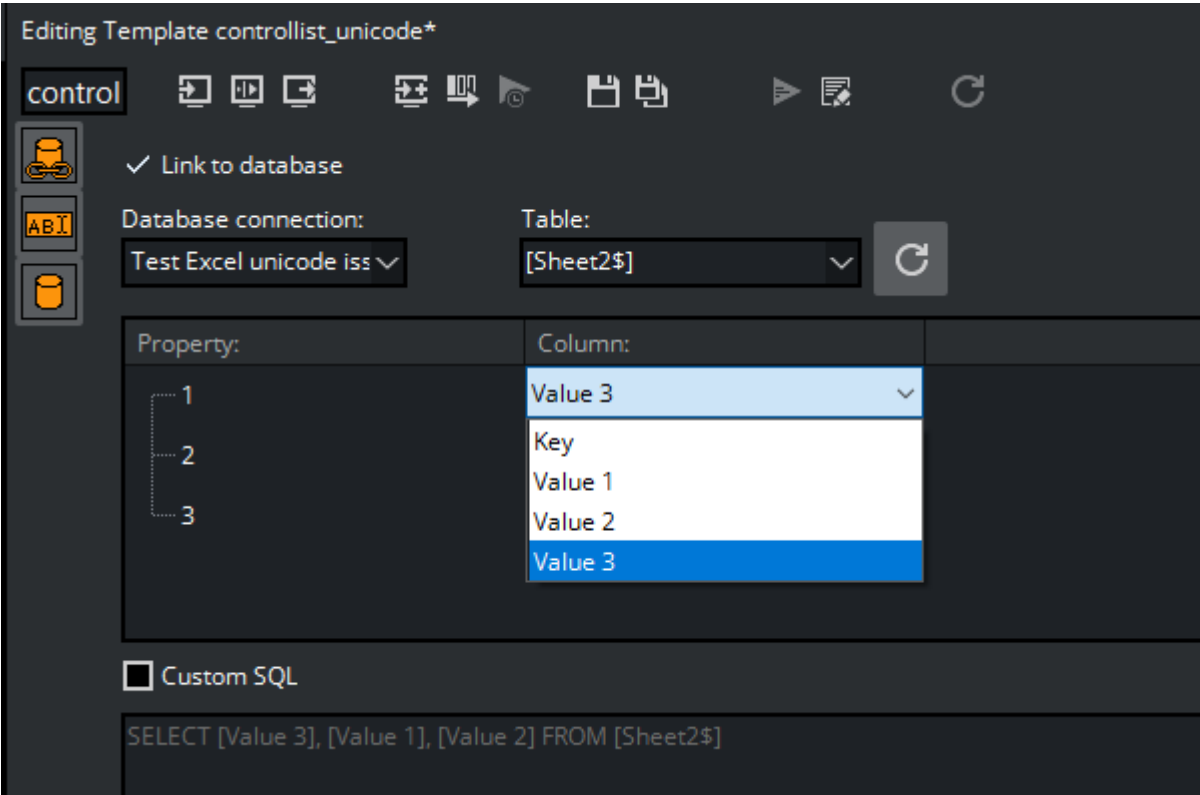 Editing Template controllist_unicode*
control
Link to database
Database connection: Table:
Test Excel unicode iss [Sheet2$]
ABI
Property: Column:
1 Value 3
Key
2
Value 1
Value 2
3
Value 3
Custom SQL
SELECT [Value 3], [Value 1], [Value 2] FROM [Sheet2$]